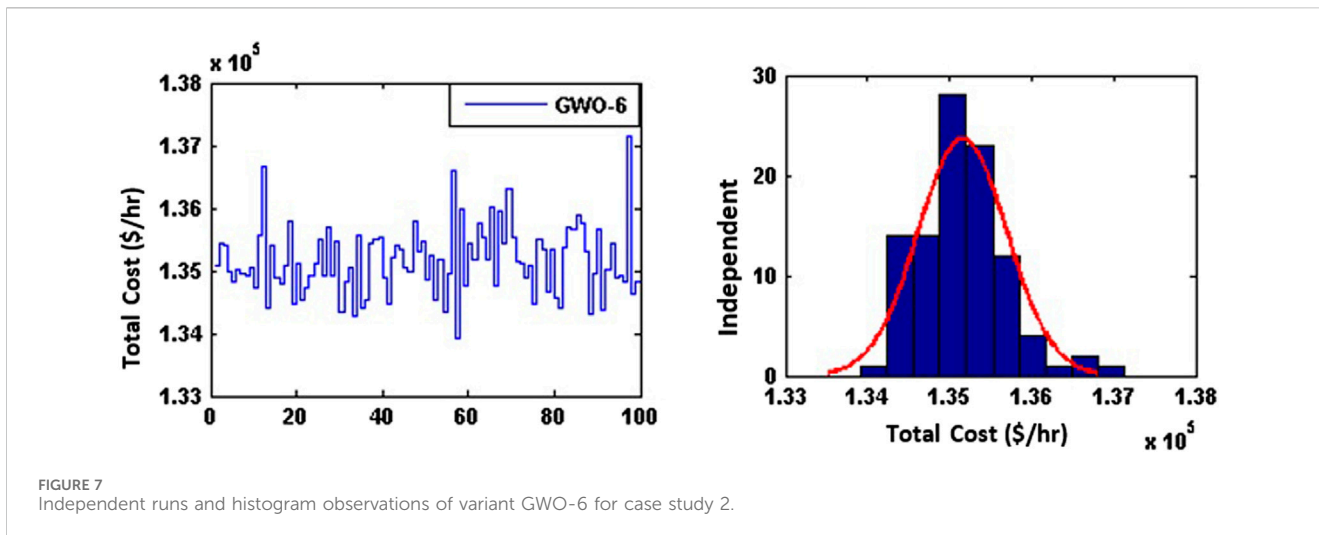 x 10^5
1.38
1.37
1.36
1.35
1.34
1.33
Total Cost ($/hr)
GWO-6
0 20 40 60 80 100
30
20
10
0
Independent
1.33 1.34 1.35 1.36 1.37 1.38
Total Cost ($/hr)
x 10^5
FIGURE 7
Independent runs and histogram observations of variant GWO-6 for case study 2.